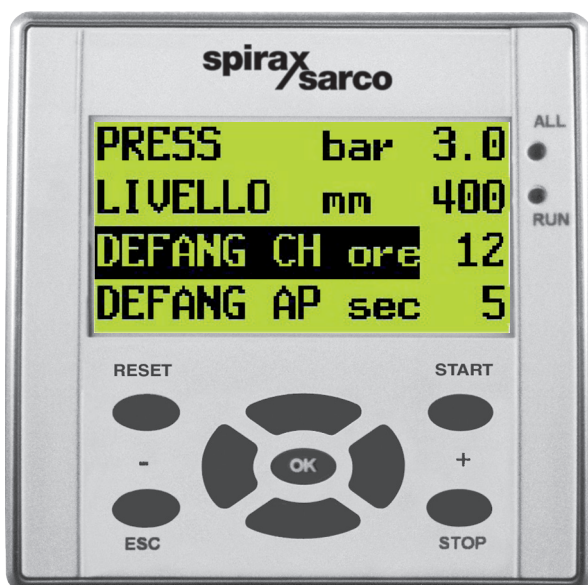 spirax
sarco
ALL
PRESS bar 3.0
LIVELLO mm 400
RUN
DEFANG CH ore 12
DEFANG AP sec 5
RESET START
- OK +
ESC STOP